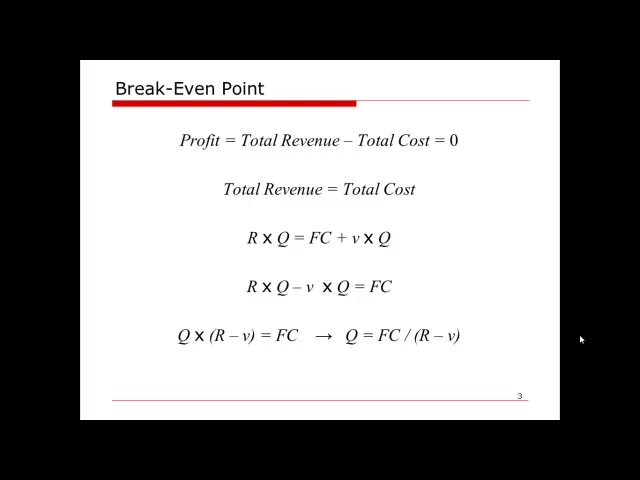 Break-Even Point
Profit = Total Revenue – Total Cost = 0
Total Revenue = Total Cost
R x Q = FC + v x Q
R x Q – v x Q = FC
Q x (R – v) = FC → Q = FC / (R – v)
3